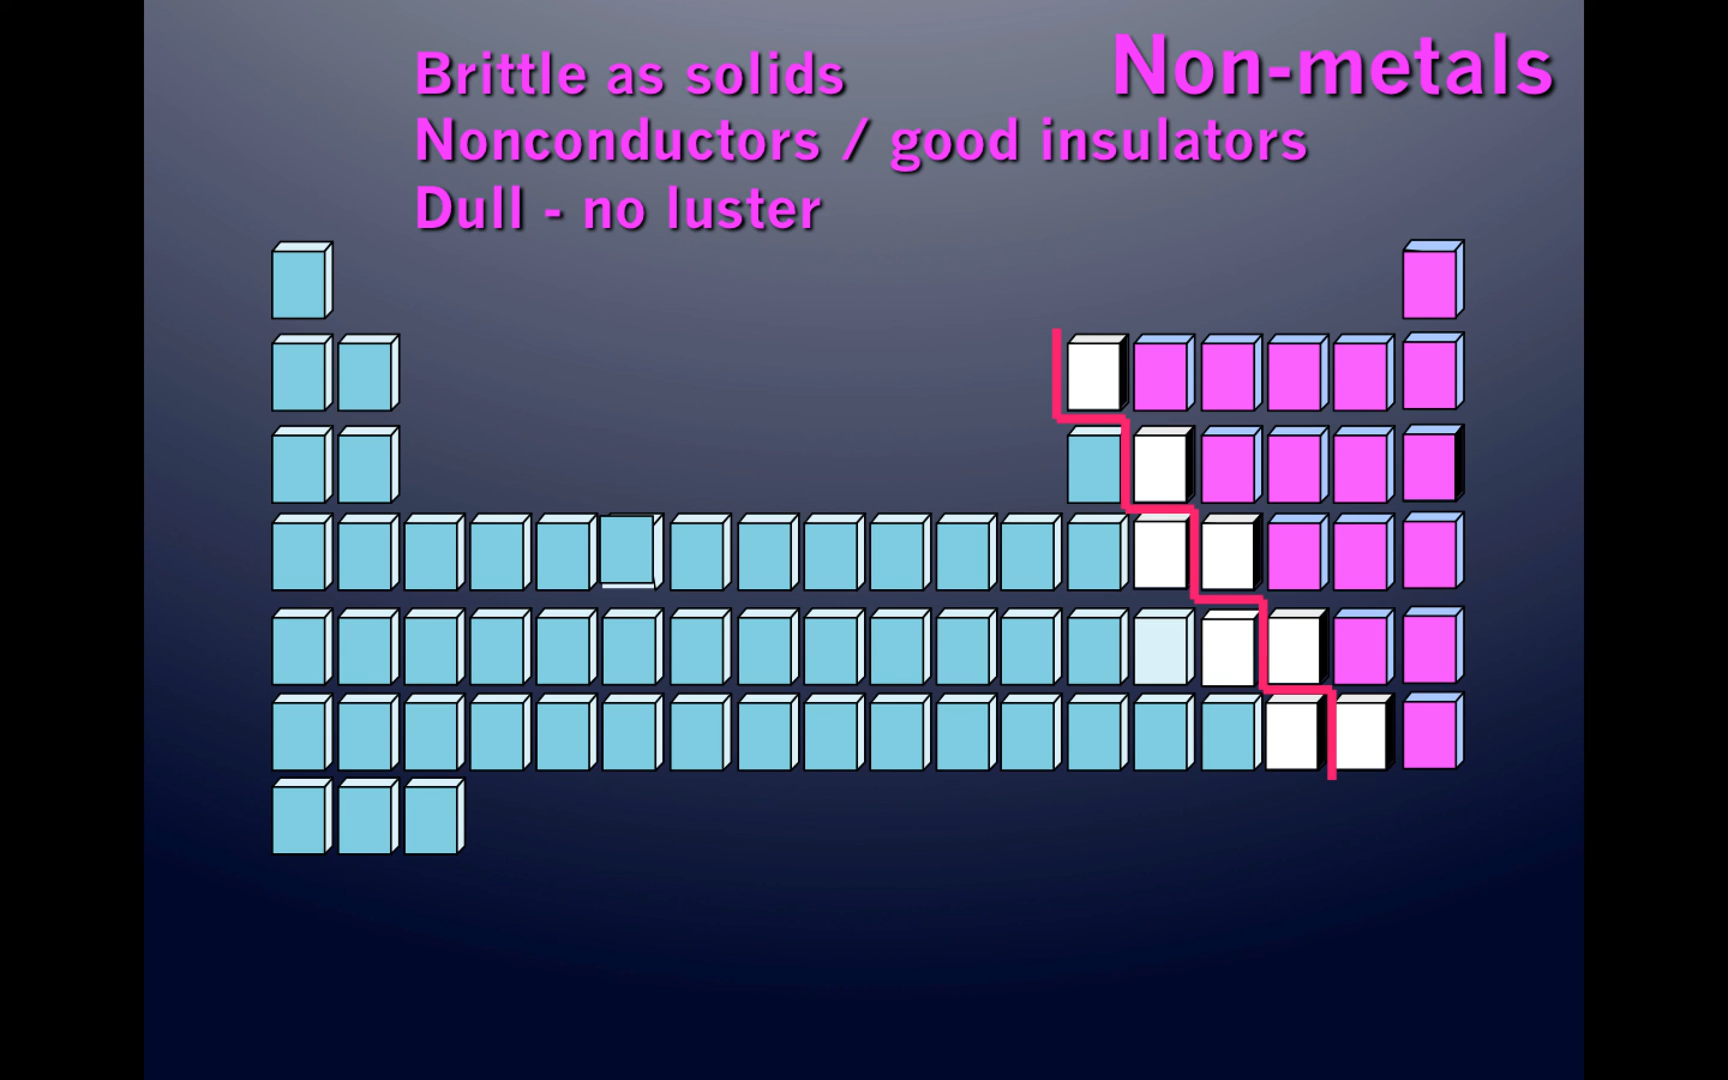 Non-metals
Brittle as solids
Nonconductors / good insulators
Dull - no luster